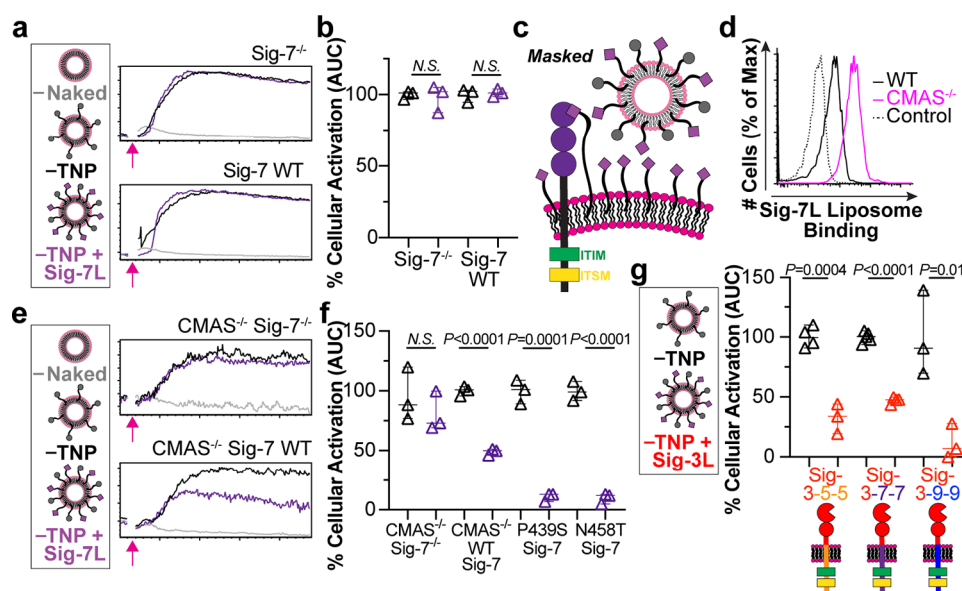 a
Sig-7-/-
–Naked
–TNP
Sig-7 WT
–TNP +
Sig-7L
b
% Cellular Activation (AUC)
150
100
50
0
N.S. N.S.
Sig-7-/- Sig-7
WT
c
Masked
ITIM
ITSM
d
# Cells (% of Max)
WT
CMAS-/-
Control
Sig-7L Liposome
Binding
e
CMAS-/- Sig-7-/-
–Naked
–TNP
CMAS-/- Sig-7 WT
–TNP +
Sig-7L
f
% Cellular Activation (AUC)
150
100
50
0
N.S. P<0.0001 P=0.0001 P<0.0001
CMAS-/- CMAS-/- P439S N458T
Sig-7-/- WT Sig-7 Sig-7
Sig-7
g
–TNP
–TNP +
Sig-3L
% Cellular Activation (AUC)
150
100
50
0
P=0.0004 P<0.0001 P=0.01
Sig- Sig- Sig-
3-5-5 3-7-7 3-9-9